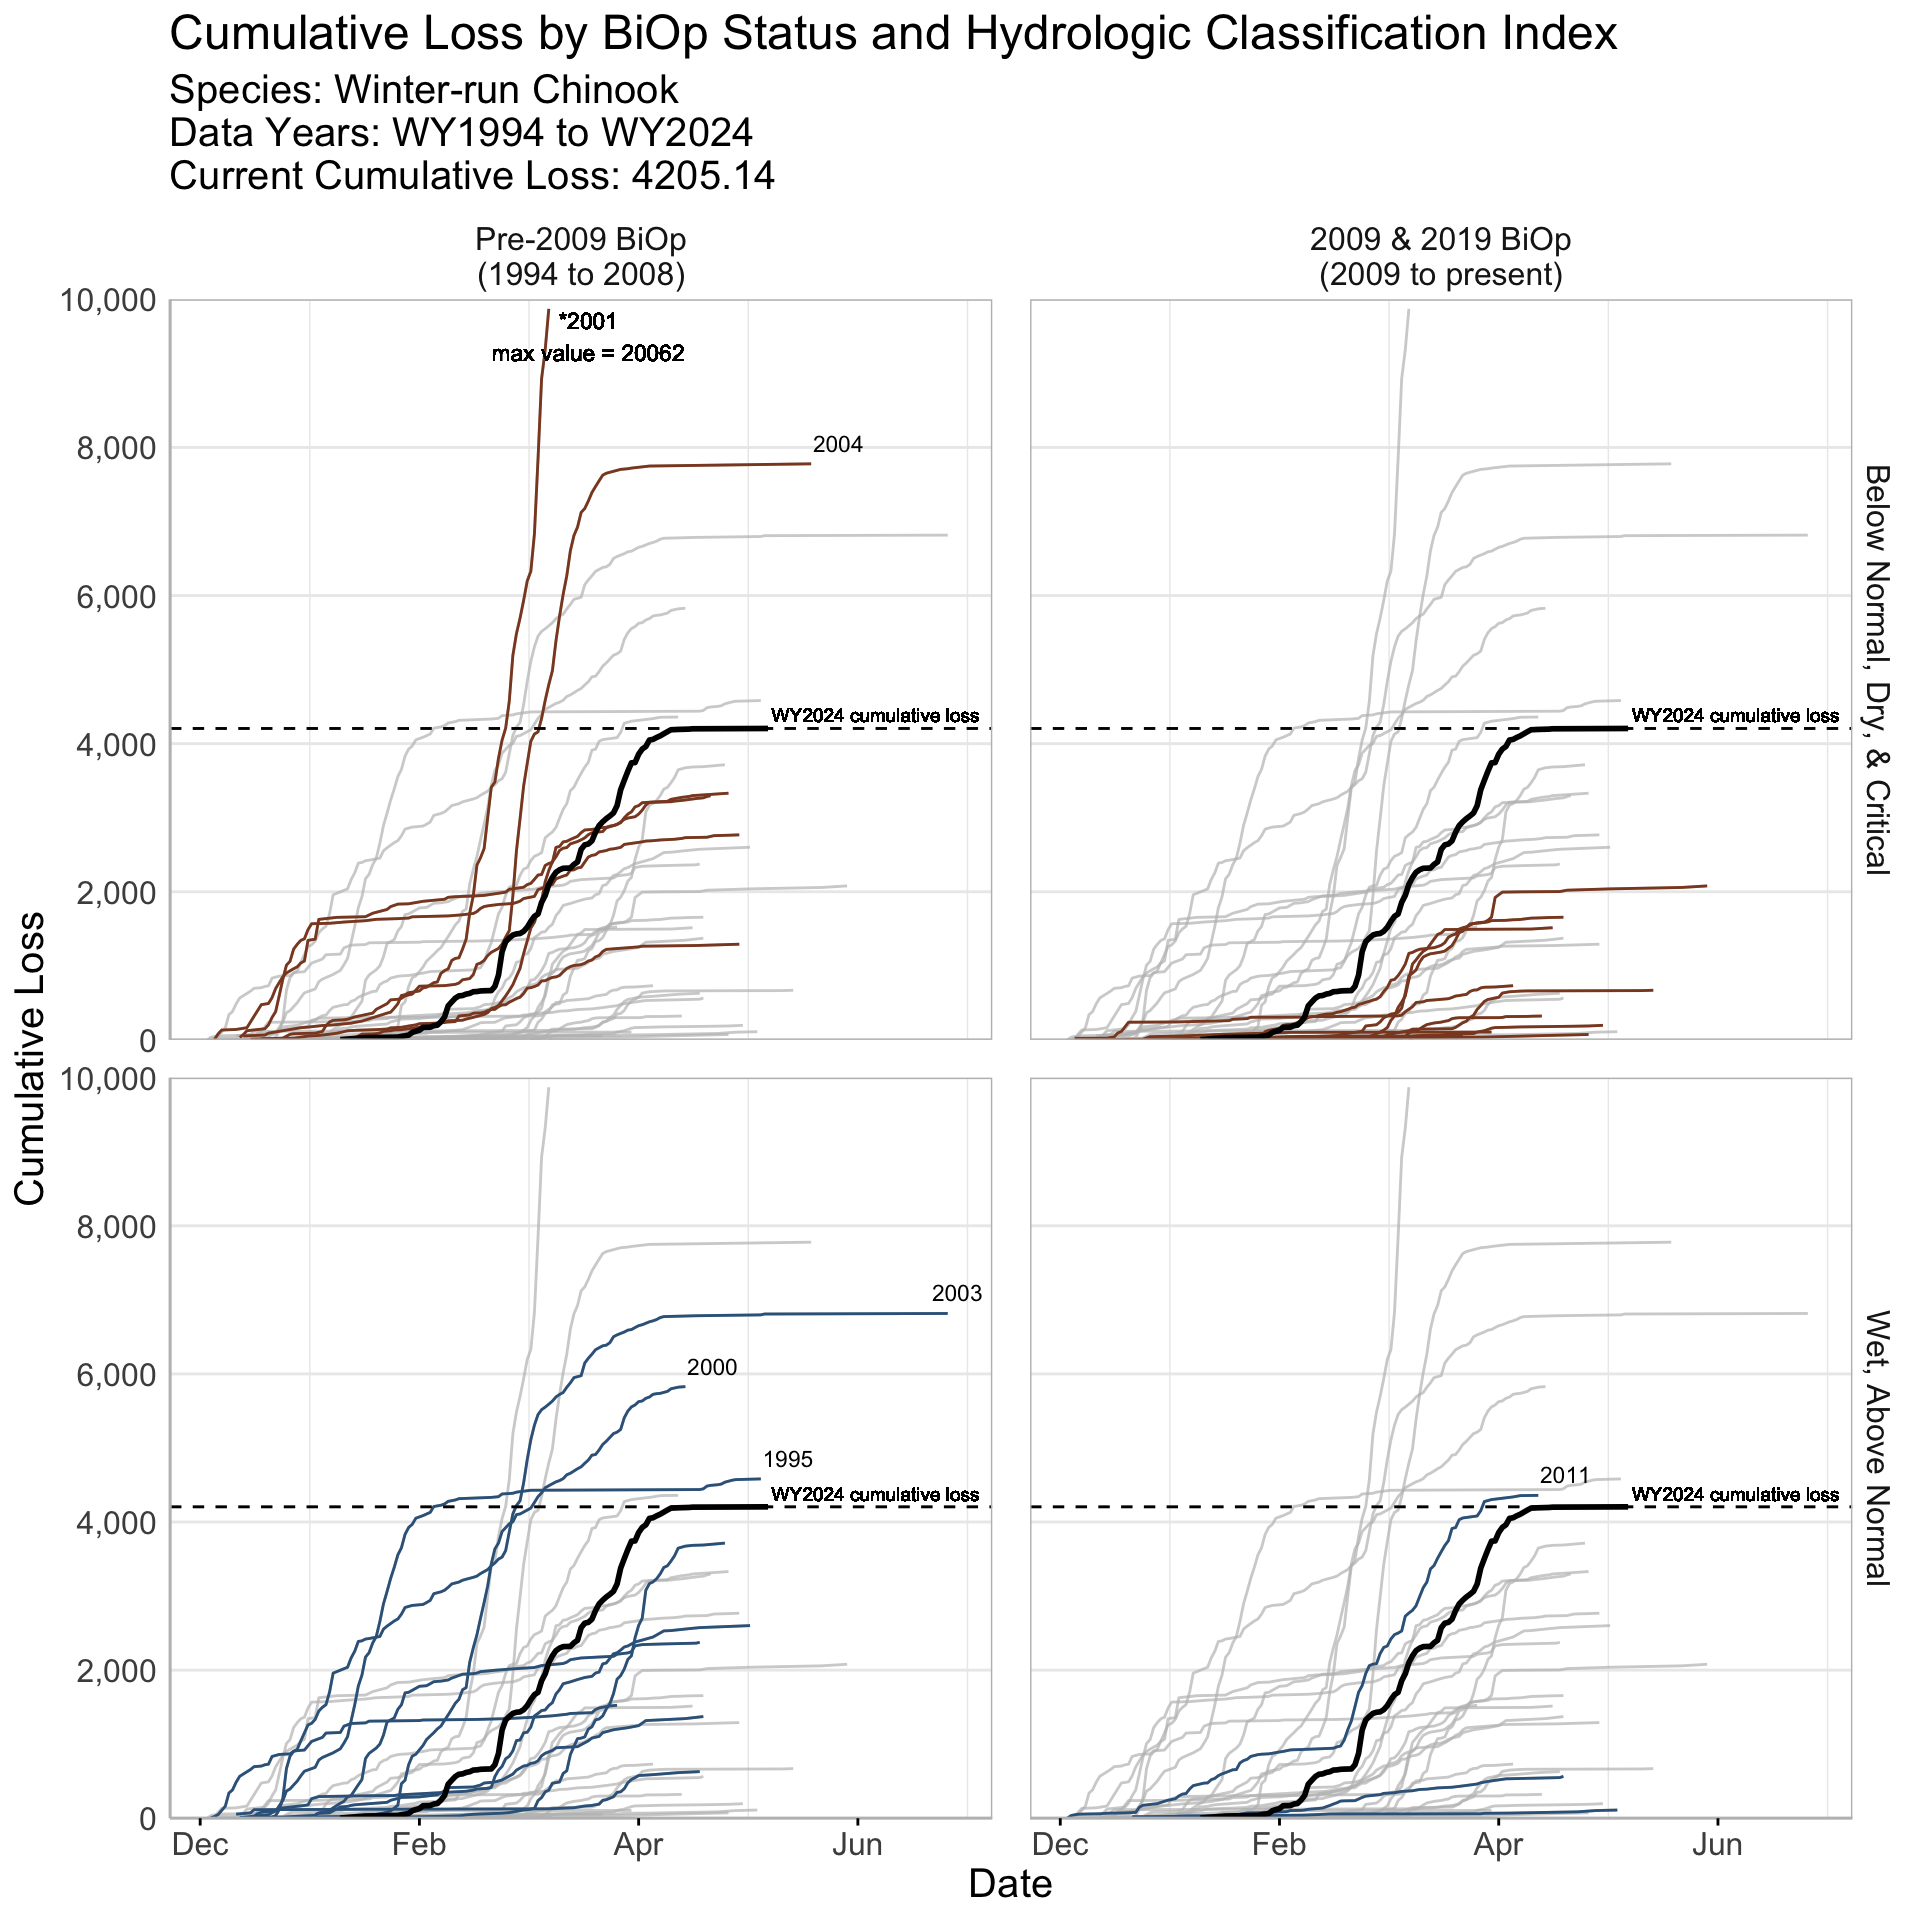 Cumulative Loss by BiOp Status and Hydrologic Classification Index
Species: Winter-run Chinook
Data Years: WY1994 to WY2024
Current Cumulative Loss: 4205.14
Pre-2009 BiOp
(1994 to 2008)
2009 & 2019 BiOp
(2009 to present)
10,000
8,000
6,000
4,000
2,000
0
*2001
max value = 20062
2004
WY2024 cumulative loss
WY2024 cumulative loss
Below Normal, Dry, & Critical
Cumulative Loss
10,000
8,000
6,000
4,000
2,000
0
2003
2000
1995
WY2024 cumulative loss
2011
WY2024 cumulative loss
Wet, Above Normal
Dec
Feb
Apr
Jun
Dec
Feb
Apr
Jun
Date